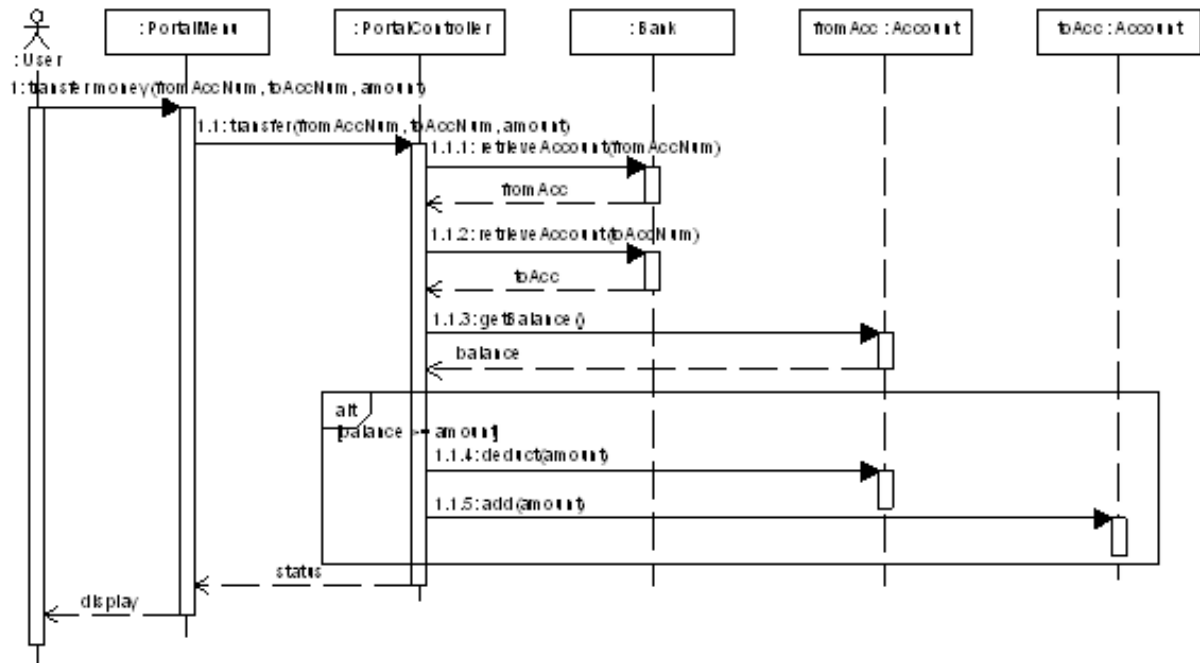 : PortalMenu
: PortalController
: Bank
fromAcc : Account
toAcc : Account
: User
1: transfermoney(fromAccNum, toAccNum, amount)
1.1: transfer(fromAccNum, toAccNum, amount)
1.1.1: retrieveAccount(fromAccNum)
fromAcc
1.1.2: retrieveAccount(toAccNum)
toAcc
1.1.3: getBalance()
balance
alt
[balance >= amount]
1.1.4: deduct(amount)
1.1.5: add(amount)
status
display